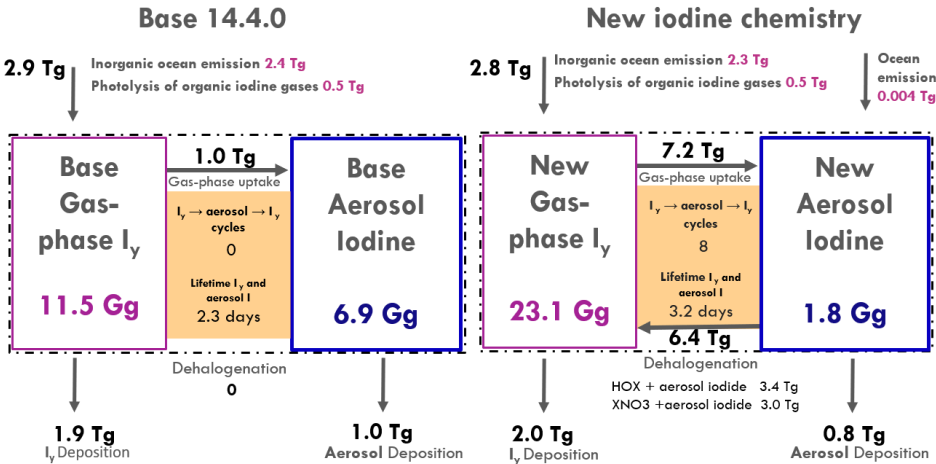 Base 14.4.0
2.9 Tg
Inorganic ocean emission 2.4 Tg
Photolysis of organic iodine gases 0.5 Tg
Base
Gas-
phase Iy
11.5 Gg
1.0 Tg
Gas-phase uptake
Iy → aerosol → Iy
cycles
0
Lifetime Iy and
aerosol I
2.3 days
Base
Aerosol
Iodine
6.9 Gg
Dehalogenation
0
1.9 Tg
Iy Deposition
1.0 Tg
Aerosol Deposition
New iodine chemistry
2.8 Tg
Inorganic ocean emission 2.3 Tg
Photolysis of organic iodine gases 0.5 Tg
Ocean
emission
0.004 Tg
New
Gas-
phase Iy
23.1 Gg
7.2 Tg
Gas-phase uptake
Iy → aerosol → Iy
cycles
8
Lifetime Iy and
aerosol I
3.2 days
New
Aerosol
Iodine
1.8 Gg
6.4 Tg
Dehalogenation
HOX + aerosol iodide 3.4 Tg
XNO3 +aerosol iodide 3.0 Tg
2.0 Tg
Iy Deposition
0.8 Tg
Aerosol Deposition